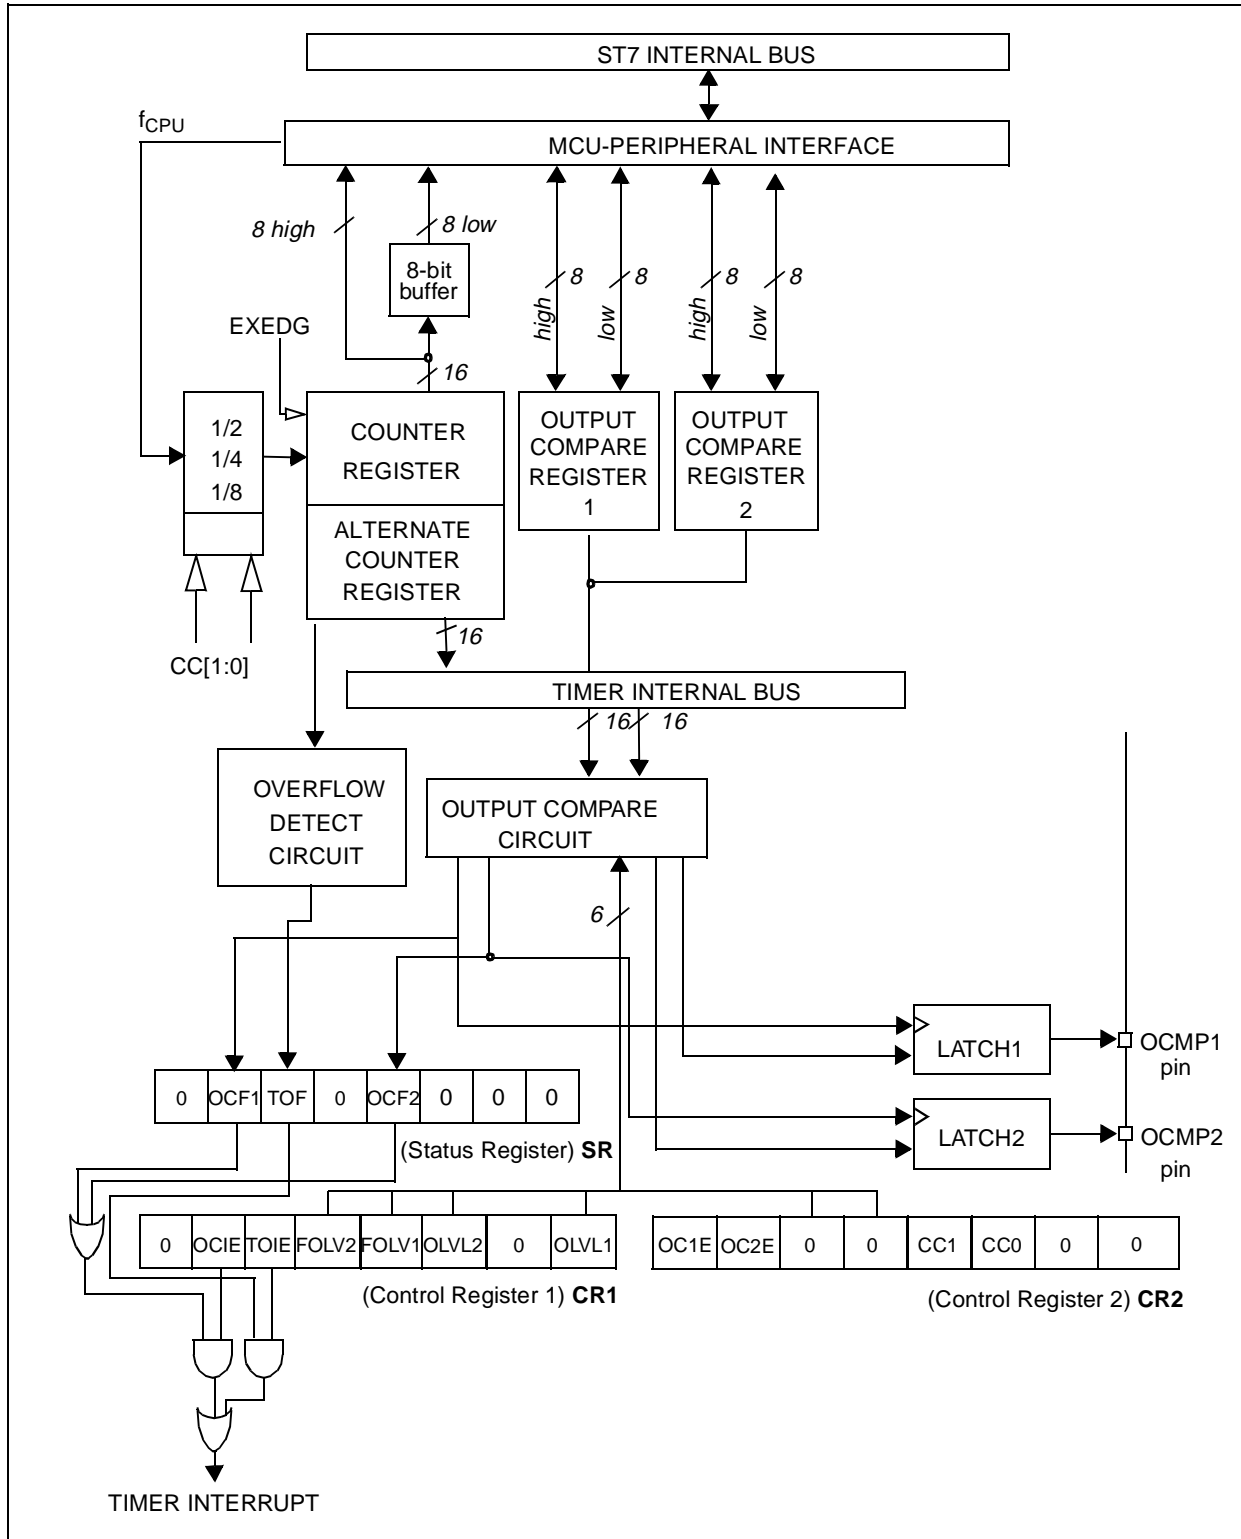 ST7 INTERNAL BUS
fCPU
MCU-PERIPHERAL INTERFACE
8 high
8 low
8-bit
buffer
8
8
8
8
high
low
high
low
EXEDG
16
1/2
1/4
1/8
COUNTER
REGISTER
OUTPUT
COMPARE
REGISTER
1
OUTPUT
COMPARE
REGISTER
2
ALTERNATE
COUNTER
REGISTER
16
CC[1:0]
TIMER INTERNAL BUS
16
16
OVERFLOW
DETECT
CIRCUIT
OUTPUT COMPARE
CIRCUIT
6
LATCH1
OCMP1
pin
LATCH2
OCMP2
pin
0 OCF1 TOF 0 OCF2 0 0 0
(Status Register) SR
0 OCIE TOIE FOLV2 FOLV1 OLVL2 0 OLVL1
(Control Register 1) CR1
OC1E OC2E 0 0 CC1 CC0 0 0
(Control Register 2) CR2
TIMER INTERRUPT